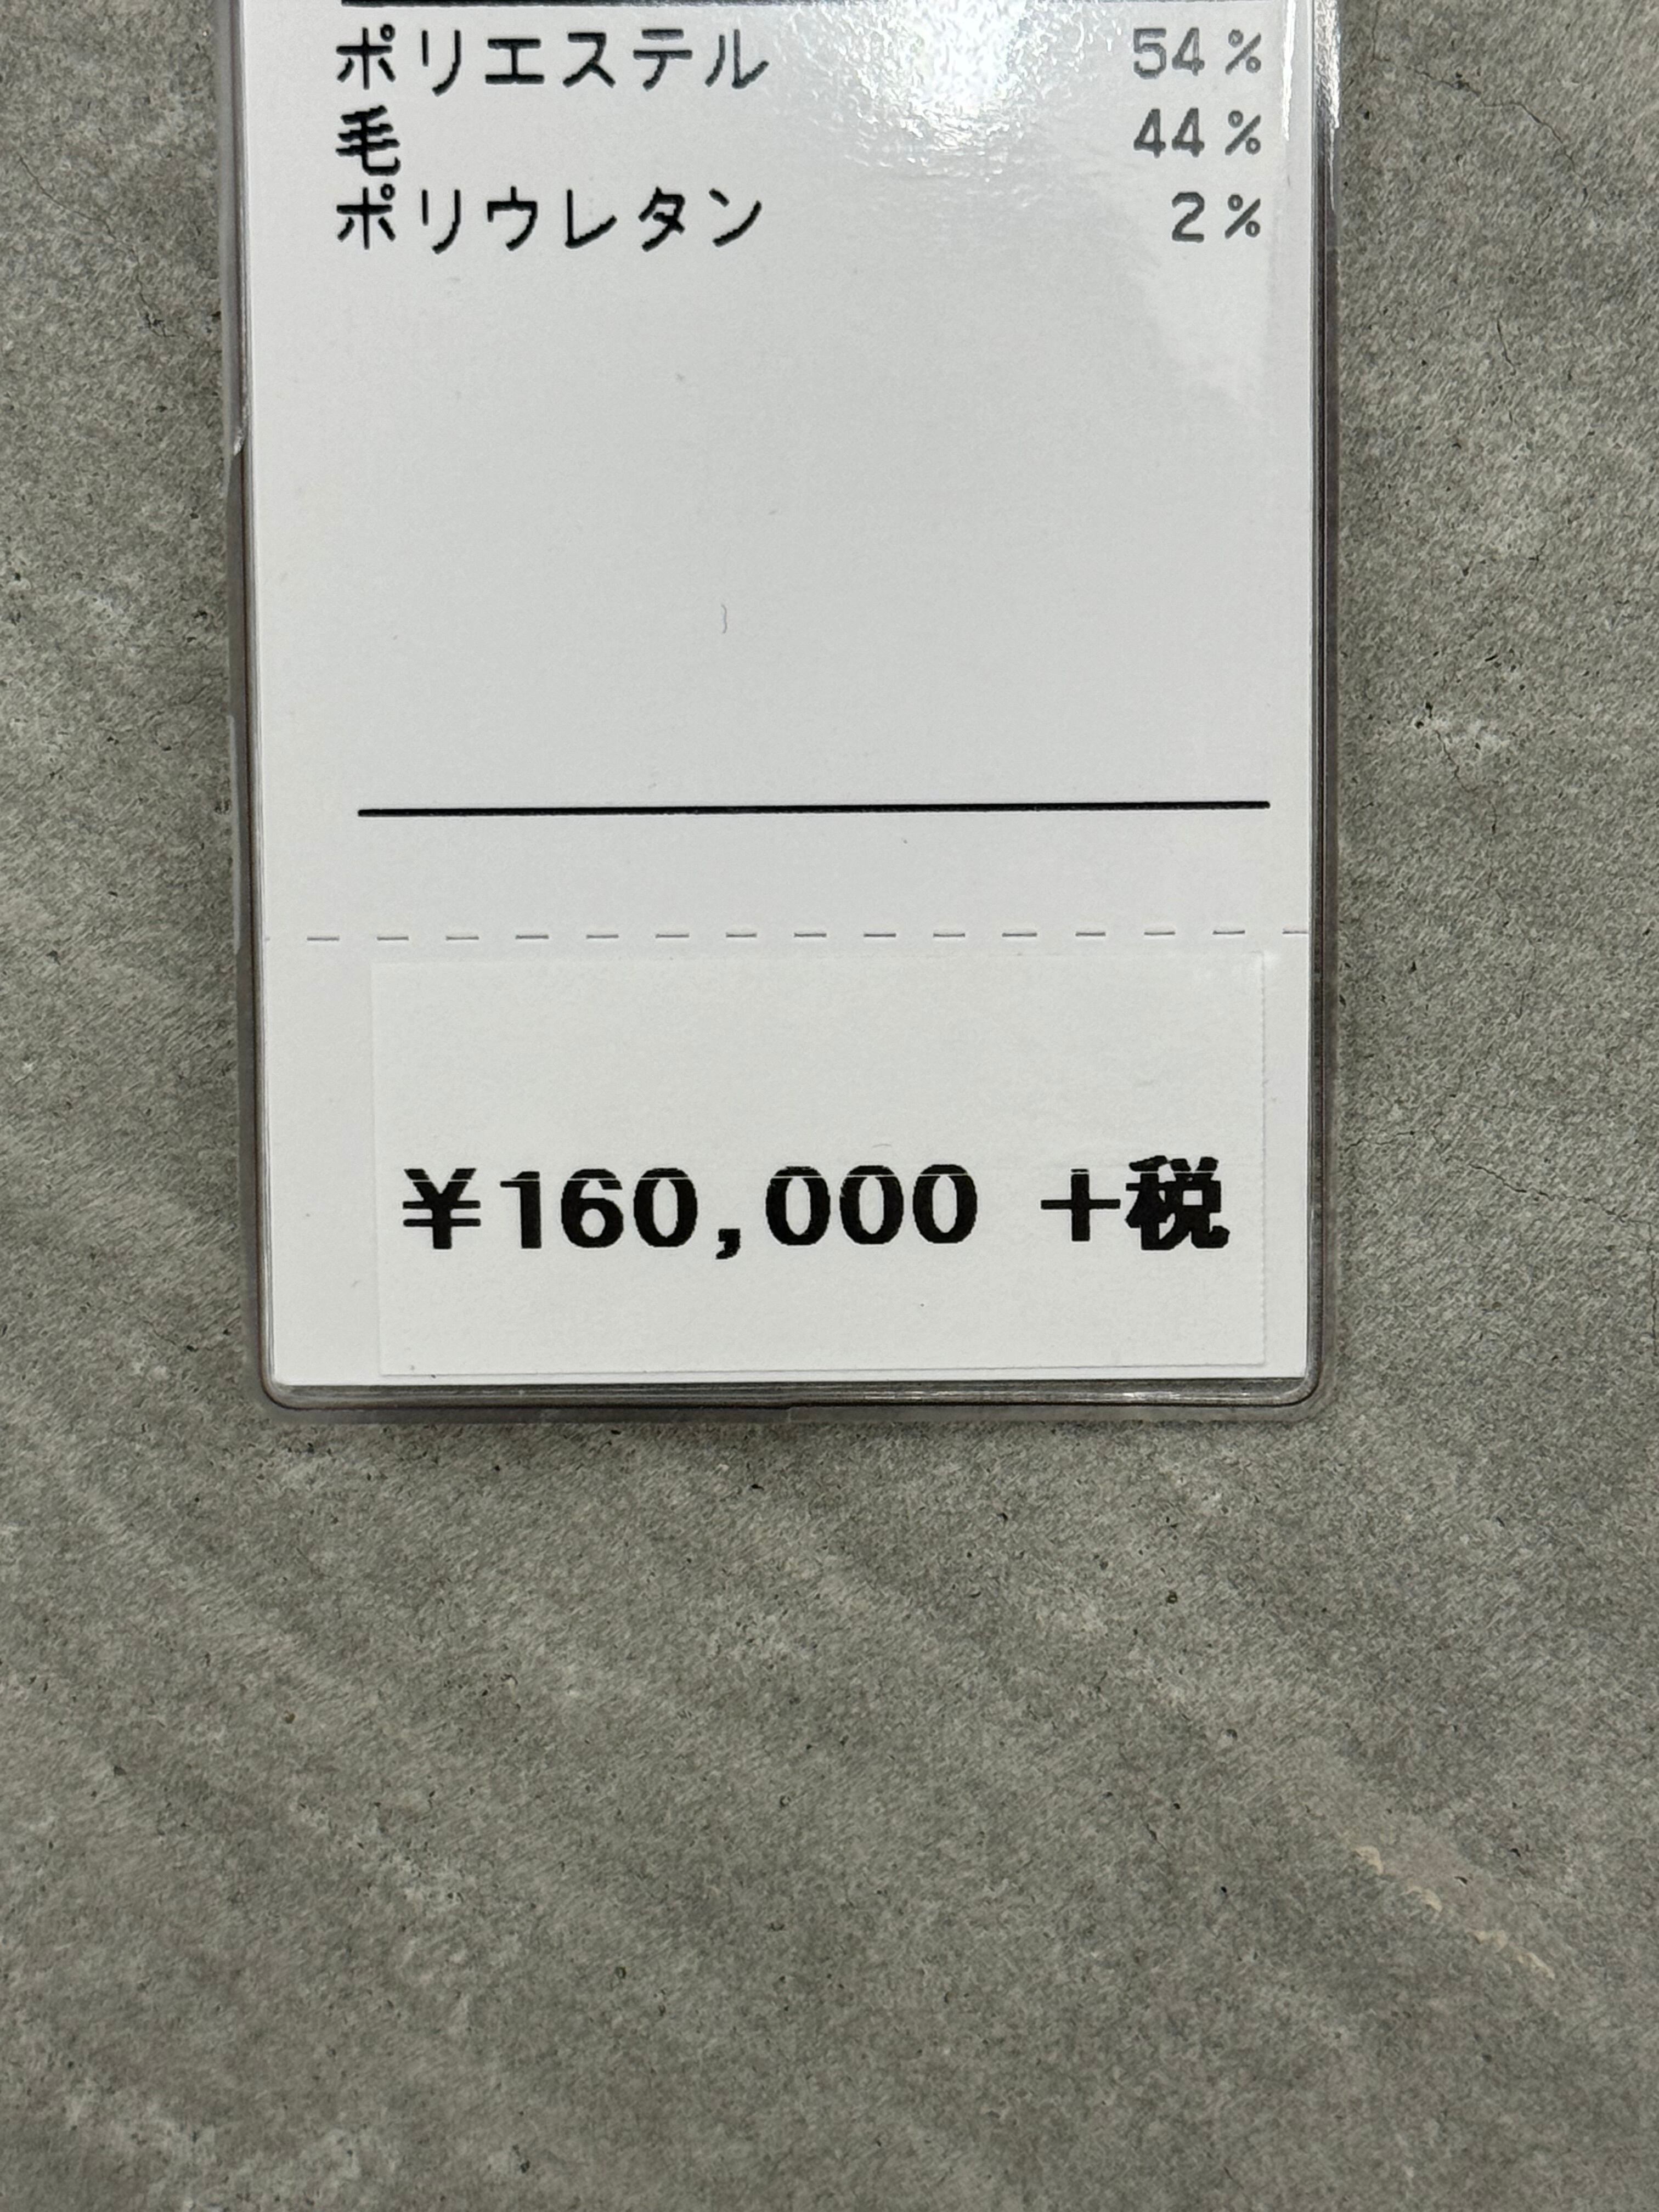 ポリエステル 54%
毛 44%
ポリウレタン 2%
¥160,000 +税